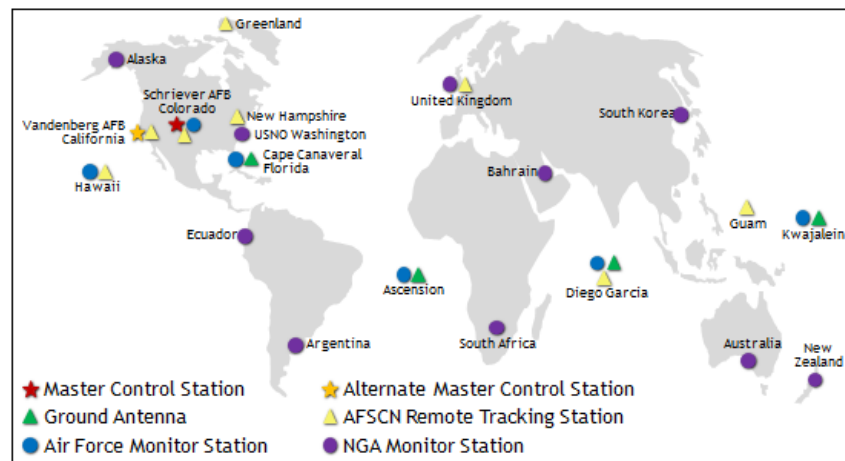 Greenland
Alaska
Schriever AFB
Colorado
Vandenberg AFB
California
New Hampshire
USNO Washington
Cape Canaveral
Florida
Hawaii
United Kingdom
South Korea
Bahrain
Guam
Kwajalein
Ecuador
Ascension
Diego Garcia
Argentina
South Africa
Australia
New
Zealand
Master Control Station
Alternate Master Control Station
Ground Antenna
AFSCN Remote Tracking Station
Air Force Monitor Station
NGA Monitor Station